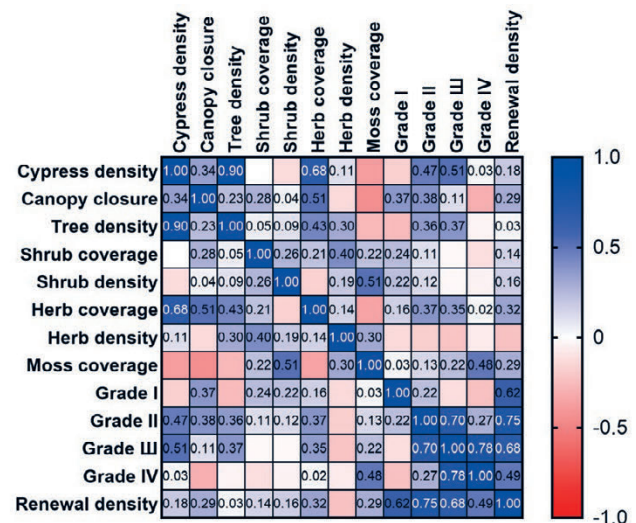 Cypress density
Canopy closure
Tree density
Shrub coverage
Shrub density
Herb coverage
Herb density
Moss coverage
Grade I
Grade II
Grade Ш
Grade IV
Renewal density
Cypress density 1.00 0.34 0.90 0.68 0.11 0.47 0.51 0.03 0.18
Canopy closure 0.34 1.00 0.23 0.28 0.04 0.51 0.37 0.38 0.11 0.29
Tree density 0.90 0.23 1.00 0.05 0.09 0.43 0.30 0.36 0.37 0.03
Shrub coverage 0.28 0.05 1.00 0.26 0.21 0.40 0.22 0.24 0.11 0.14
Shrub density 0.04 0.09 0.26 1.00 0.19 0.51 0.22 0.12 0.16
Herb coverage 0.68 0.51 0.43 0.21 1.00 0.14 0.16 0.37 0.35 0.02 0.32
Herb density 0.11 0.30 0.40 0.19 0.14 1.00 0.30
Moss coverage 0.22 0.51 0.30 1.00 0.03 0.13 0.22 0.48 0.29
Grade I 0.37 0.24 0.22 0.16 0.03 1.00 0.22 0.62
Grade II 0.47 0.38 0.36 0.11 0.12 0.37 0.13 0.22 1.00 0.70 0.27 0.75
Grade Ш 0.51 0.11 0.37 0.35 0.22 0.70 1.00 0.78 0.68
Grade IV 0.03 0.02 0.48 0.27 0.78 1.00 0.49
Renewal density 0.18 0.29 0.03 0.14 0.16 0.32 0.29 0.62 0.75 0.68 0.49 1.00
1.0
0.5
0
-0.5
-1.0